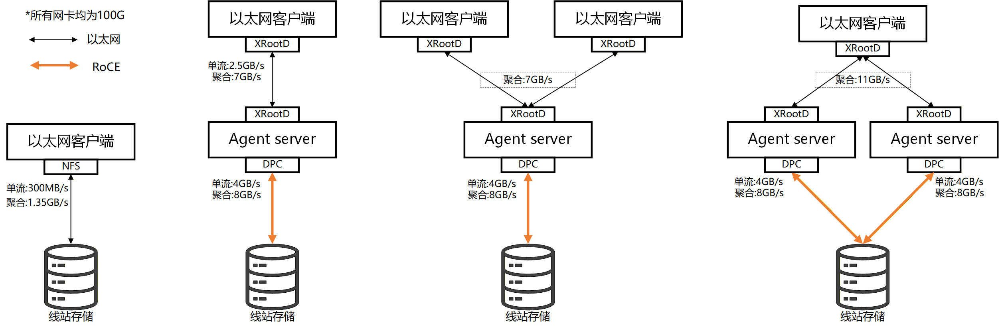 *所有网卡均为100G
以太网
RoCE
以太网客户端
NFS
单流:300MB/s
聚合:1.35GB/s
线站存储
以太网客户端
XRootD
单流:2.5GB/s
聚合:7GB/s
XRootD
Agent server
DPC
单流:4GB/s
聚合:8GB/s
线站存储
以太网客户端
XRootD
以太网客户端
XRootD
聚合:7GB/s
XRootD
Agent server
DPC
单流:4GB/s
聚合:8GB/s
线站存储
以太网客户端
XRootD
聚合:11GB/s
XRootD
Agent server
DPC
单流:4GB/s
聚合:8GB/s
XRootD
Agent server
DPC
单流:4GB/s
聚合:8GB/s
线站存储